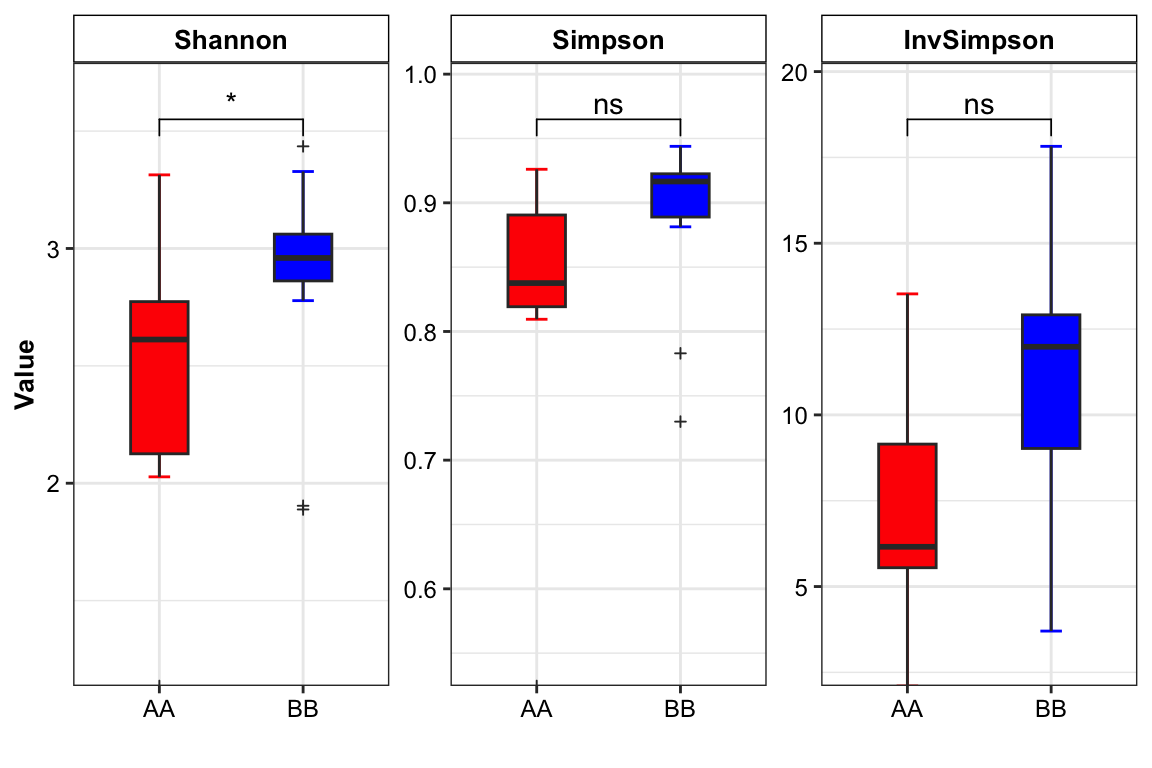 Shannon
Simpson
InvSimpson
Value
*
3
2
AA
BB
ns
1.0
0.9
0.8
0.7
0.6
AA
BB
ns
20
15
10
5
AA
BB